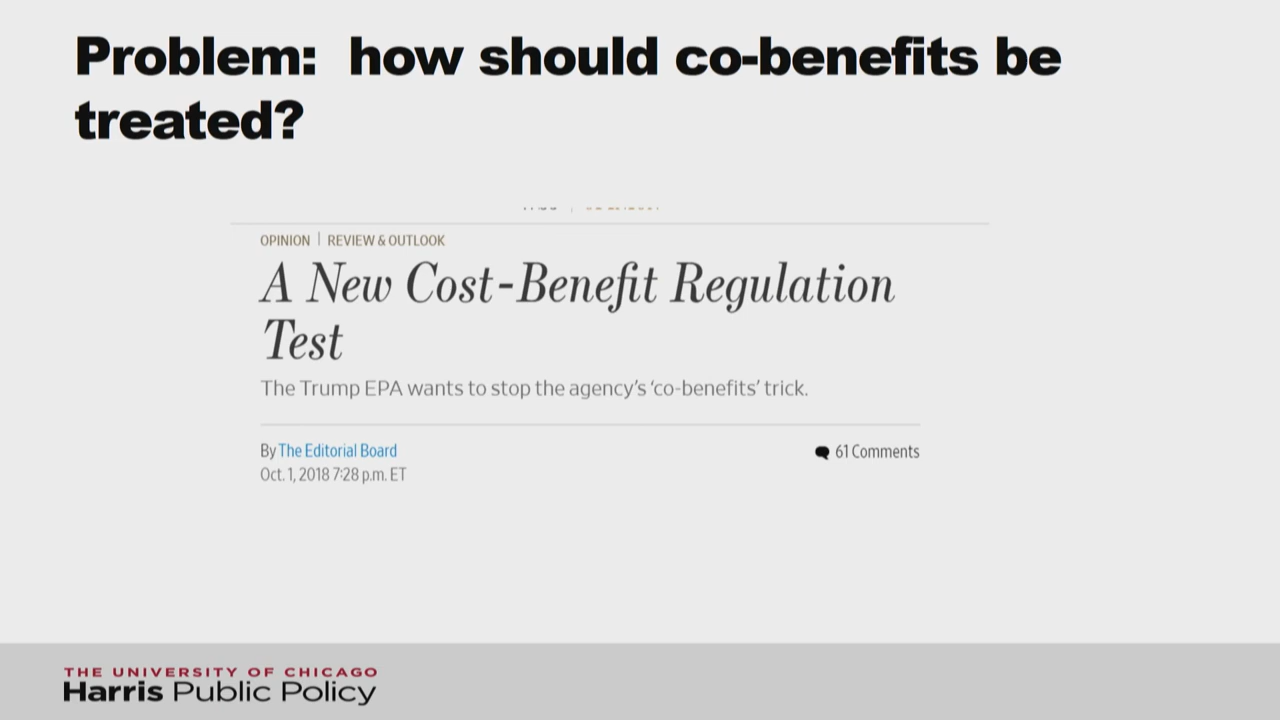 Problem: how should co-benefits be
treated?
OPINION | REVIEW & OUTLOOK
A New Cost-Benefit Regulation
Test
The Trump EPA wants to stop the agency's 'co-benefits' trick.
By The Editorial Board
61 Comments
Oct. 1, 2018 7:28 p.m. ET
THE UNIVERSITY OF CHICAGO
Harris Public Policy